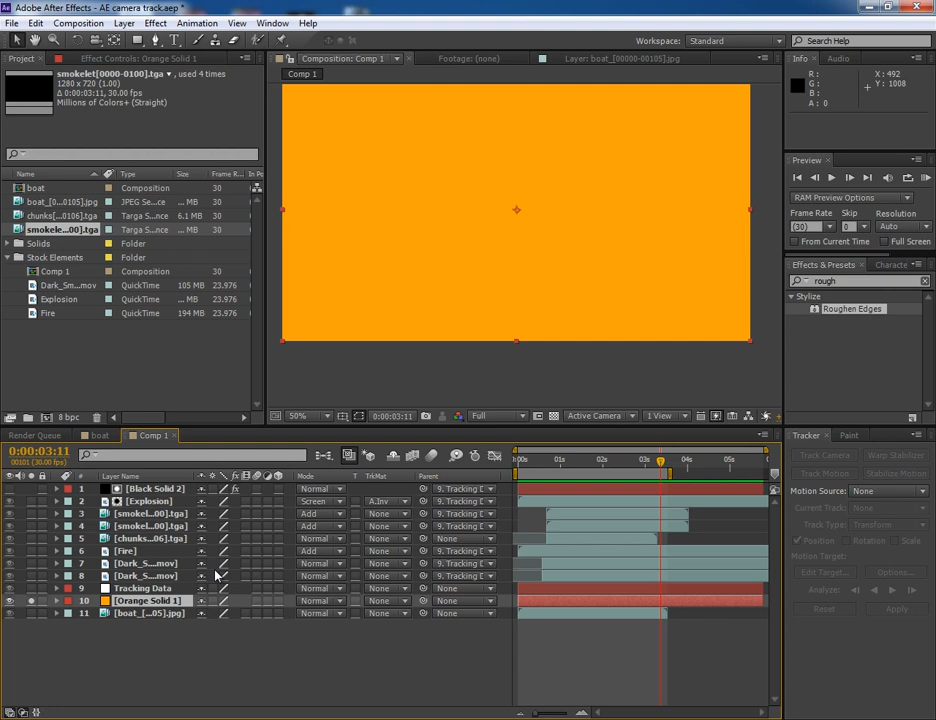 Adobe After Effects - AE camera track.aep *
File Edit Composition Layer Effect Animation View Window Help
Workspace: Standard Search Help
Project Effect Controls: Orange Solid 1
Composition: Comp 1 Footage: (none) Layer: boat_[00000-00105].jpg
Comp 1
Info Audio
R :
G :
B :
A : 0
X : 492
Y : 1008
smokelet[0000-0100].tga ▾ , used 4 times
1280 x 720 (1.00)
Δ 0:00:03:11, 30.00 fps
Millions of Colors+ (Straight)
Name Type Size Frame R... In Po
boat Composition 30
boat_[0...0105].jpg JPEG Se...ce ... MB 30
chunks[...0106].tga Targa S...nce 6.1 MB 30
smokele...00].tga Targa S...nce ... MB 30
Solids Folder
Stock Elements Folder
Comp 1 Composition 30
Dark_Sm...mov QuickTime 105 MB 23.976
Explosion QuickTime ... MB 23.976
Fire QuickTime 194 MB 23.976
8 bpc
50% 0:00:03:11 Full Active Camera 1 View
Preview
RAM Preview Options
Frame Rate Skip Resolution
(30) 0 Auto
From Current Time Full Screen
Effects & Presets Characte
rough
Stylize
Roughen Edges
Render Queue boat Comp 1
0:00:03:11
00101 (30.00 fps)
# Layer Name Mode T TrkMat Parent
:00s 01s 02s 03s 04s 05s
1 [Black Solid 2] Normal 9. Tracking D
2 [Explosion] Screen A.Inv 9. Tracking D
3 [smokel...00].tga] Add None 9. Tracking D
4 [smokel...00].tga] Add None 9. Tracking D
5 [chunks...06].tga] Normal None None
6 [Fire] Add None 9. Tracking D
7 [Dark_S....mov] Normal None 9. Tracking D
8 [Dark_S....mov] Normal None 9. Tracking D
9 Tracking Data Normal None None
10 [Orange Solid 1] Normal None None
11 [boat_[...05].jpg] Normal None None
Tracker Paint
Track Camera Warp Stabilizer
Track Motion Stabilize Motion
Motion Source: None
Current Track: None
Track Type: Transform
Position Rotation Scale
Motion Target:
Edit Target... Options...
Analyze:
Reset Apply